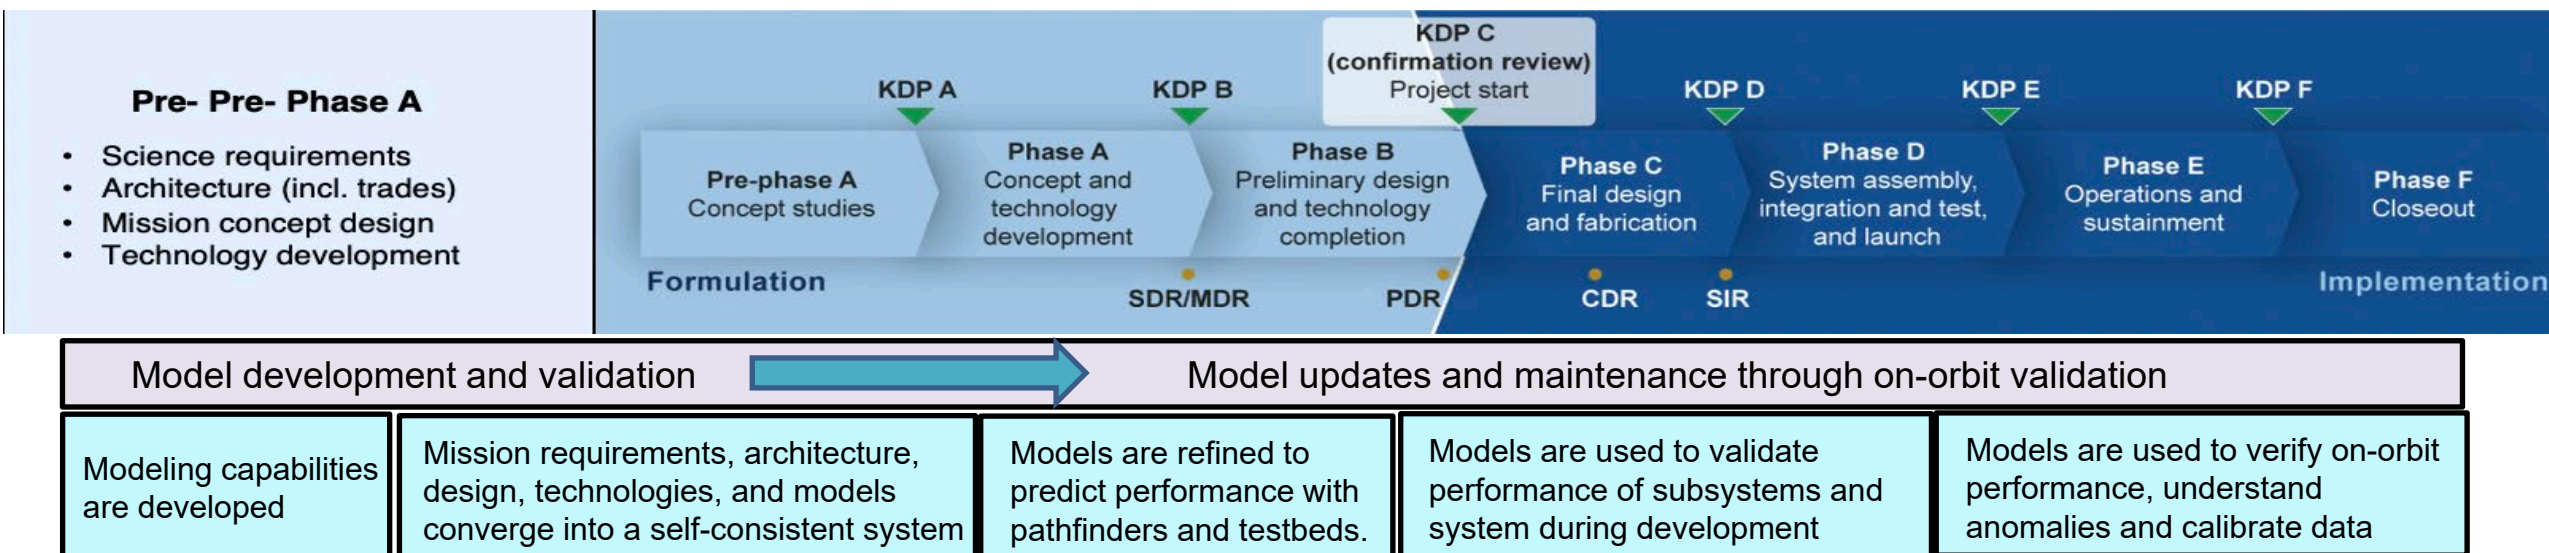 Pre- Pre- Phase A
• Science requirements
• Architecture (incl. trades)
• Mission concept design
• Technology development
KDP A
KDP B
KDP C
(confirmation review)
Project start
KDP D
KDP E
KDP F
Pre-phase A
Concept studies
Phase A
Concept and
technology
development
Phase B
Preliminary design
and technology
completion
Phase C
Final design
and fabrication
Phase D
System assembly,
integration and test,
and launch
Phase E
Operations and
sustainment
Phase F
Closeout
Formulation
SDR/MDR
PDR
CDR
SIR
Implementation
Model development and validation
Model updates and maintenance through on-orbit validation
Modeling capabilities
are developed
Mission requirements, architecture,
design, technologies, and models
converge into a self-consistent system
Models are refined to
predict performance with
pathfinders and testbeds.
Models are used to validate
performance of subsystems and
system during development
Models are used to verify on-orbit
performance, understand
anomalies and calibrate data